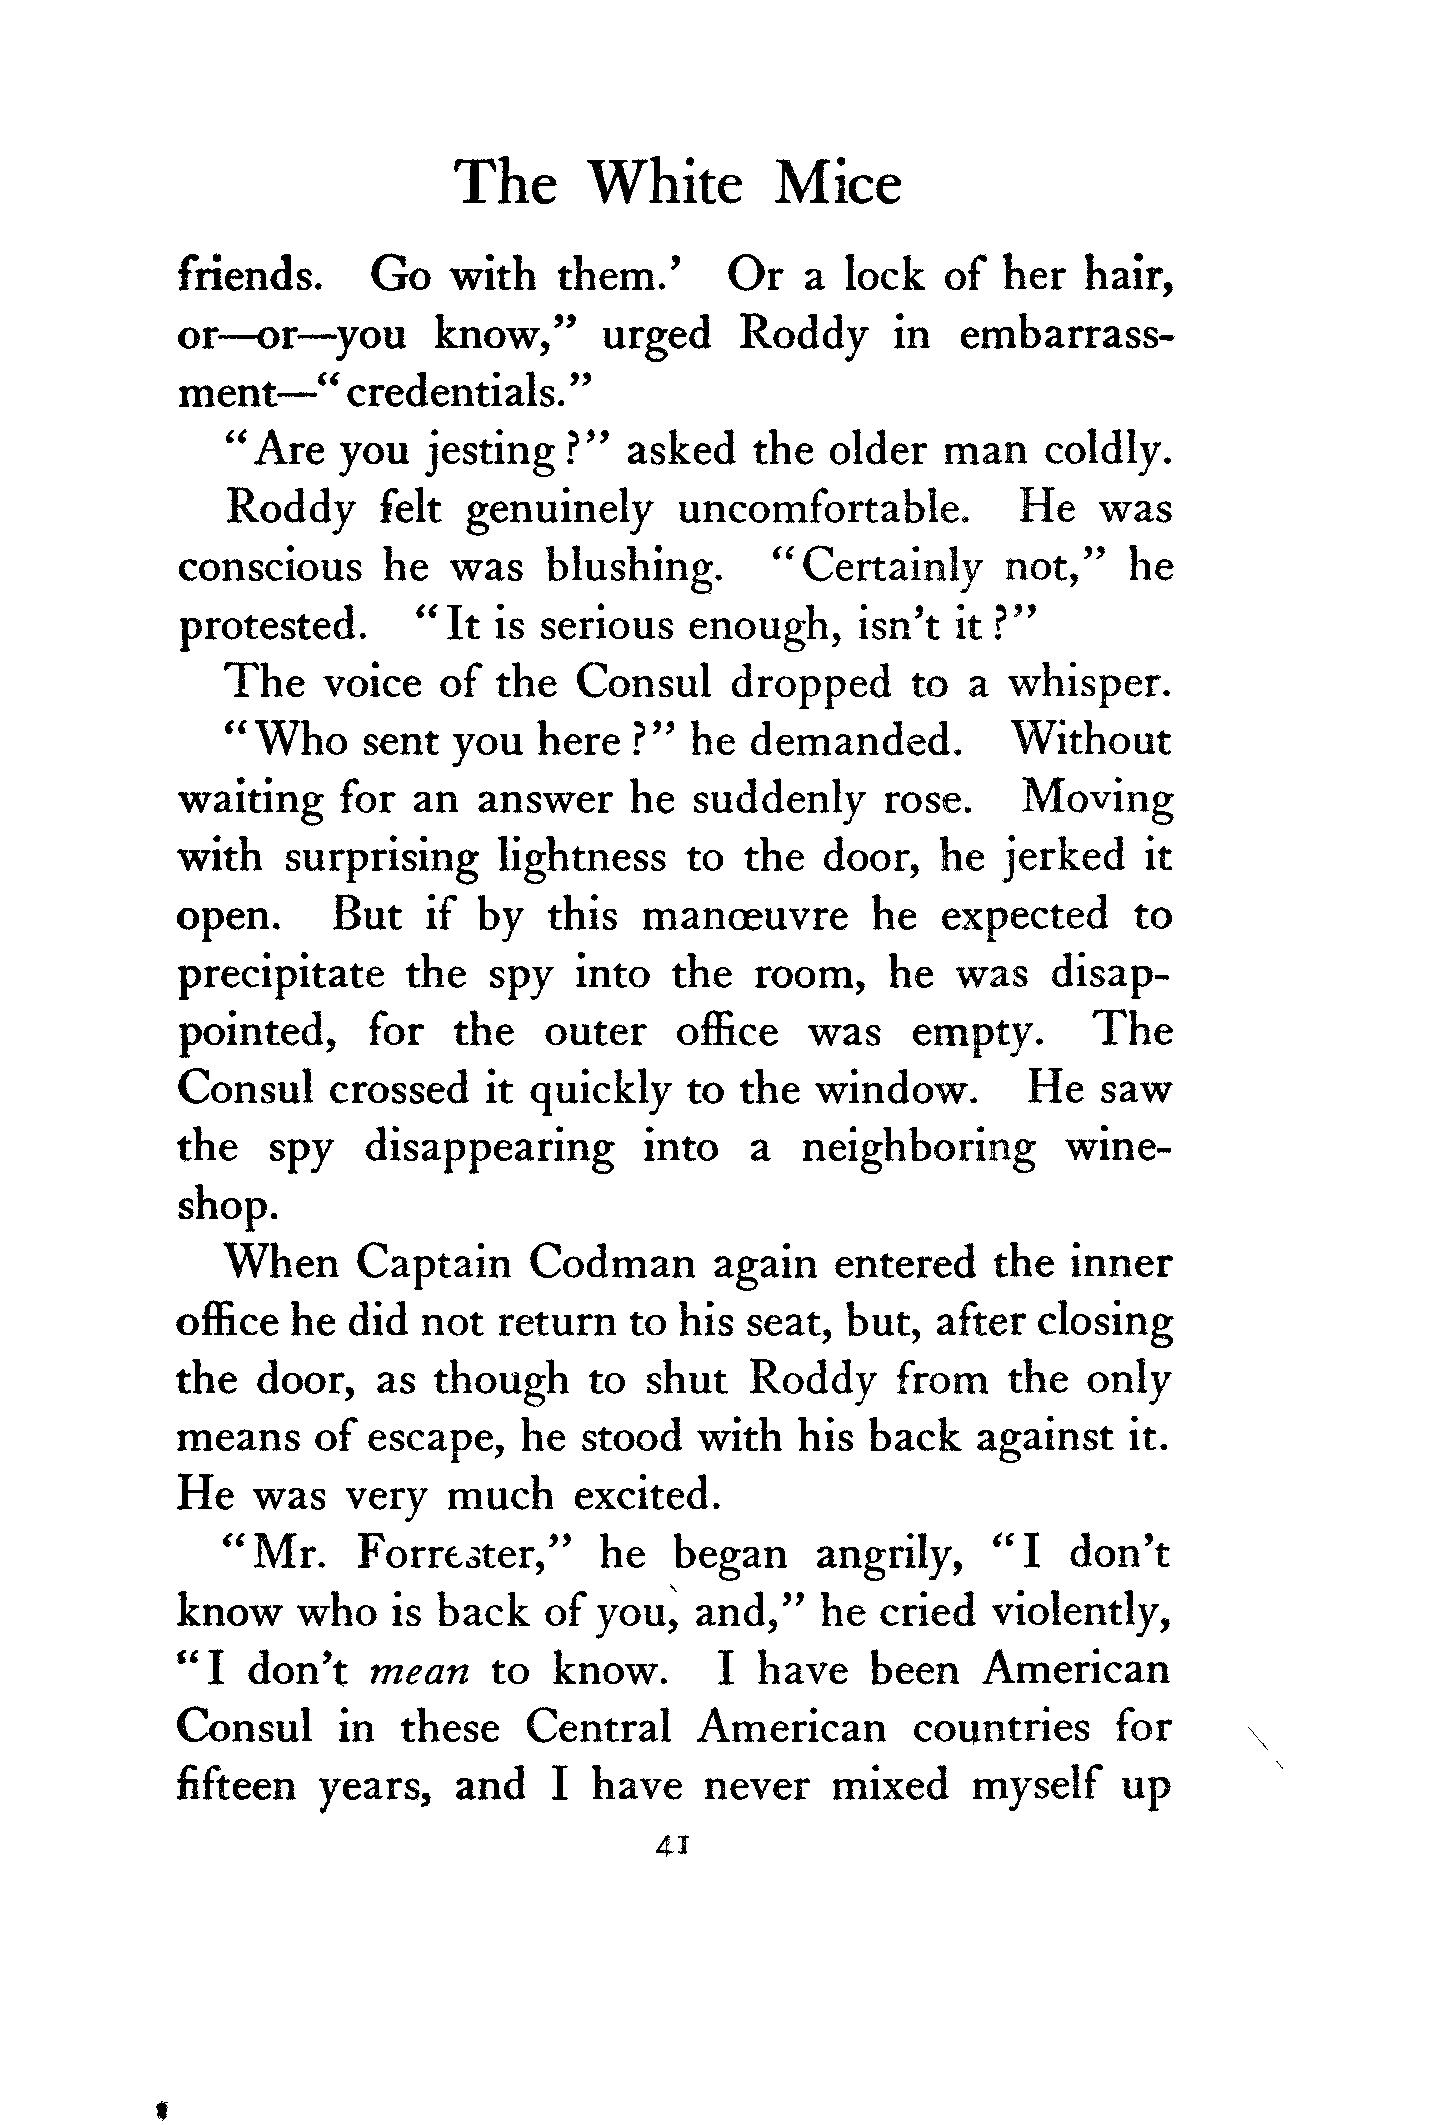 The White Mice
friends. Go with them.' Or a lock of her hair,
or—or—you know," urged Roddy in embarrass-
ment—"credentials."
"Are you jesting?" asked the older man coldly.
Roddy felt genuinely uncomfortable. He was
conscious he was blushing. "Certainly not," he
protested. "It is serious enough, isn't it?"
The voice of the Consul dropped to a whisper.
"Who sent you here?" he demanded. Without
waiting for an answer he suddenly rose. Moving
with surprising lightness to the door, he jerked it
open. But if by this manœuvre he expected to
precipitate the spy into the room, he was disap-
pointed, for the outer office was empty. The
Consul crossed it quickly to the window. He saw
the spy disappearing into a neighboring wine-
shop.
When Captain Codman again entered the inner
office he did not return to his seat, but, after closing
the door, as though to shut Roddy from the only
means of escape, he stood with his back against it.
He was very much excited.
"Mr. Forrester," he began angrily, "I don't
know who is back of you, and," he cried violently,
"I don't mean to know. I have been American
Consul in these Central American countries for
fifteen years, and I have never mixed myself up
41